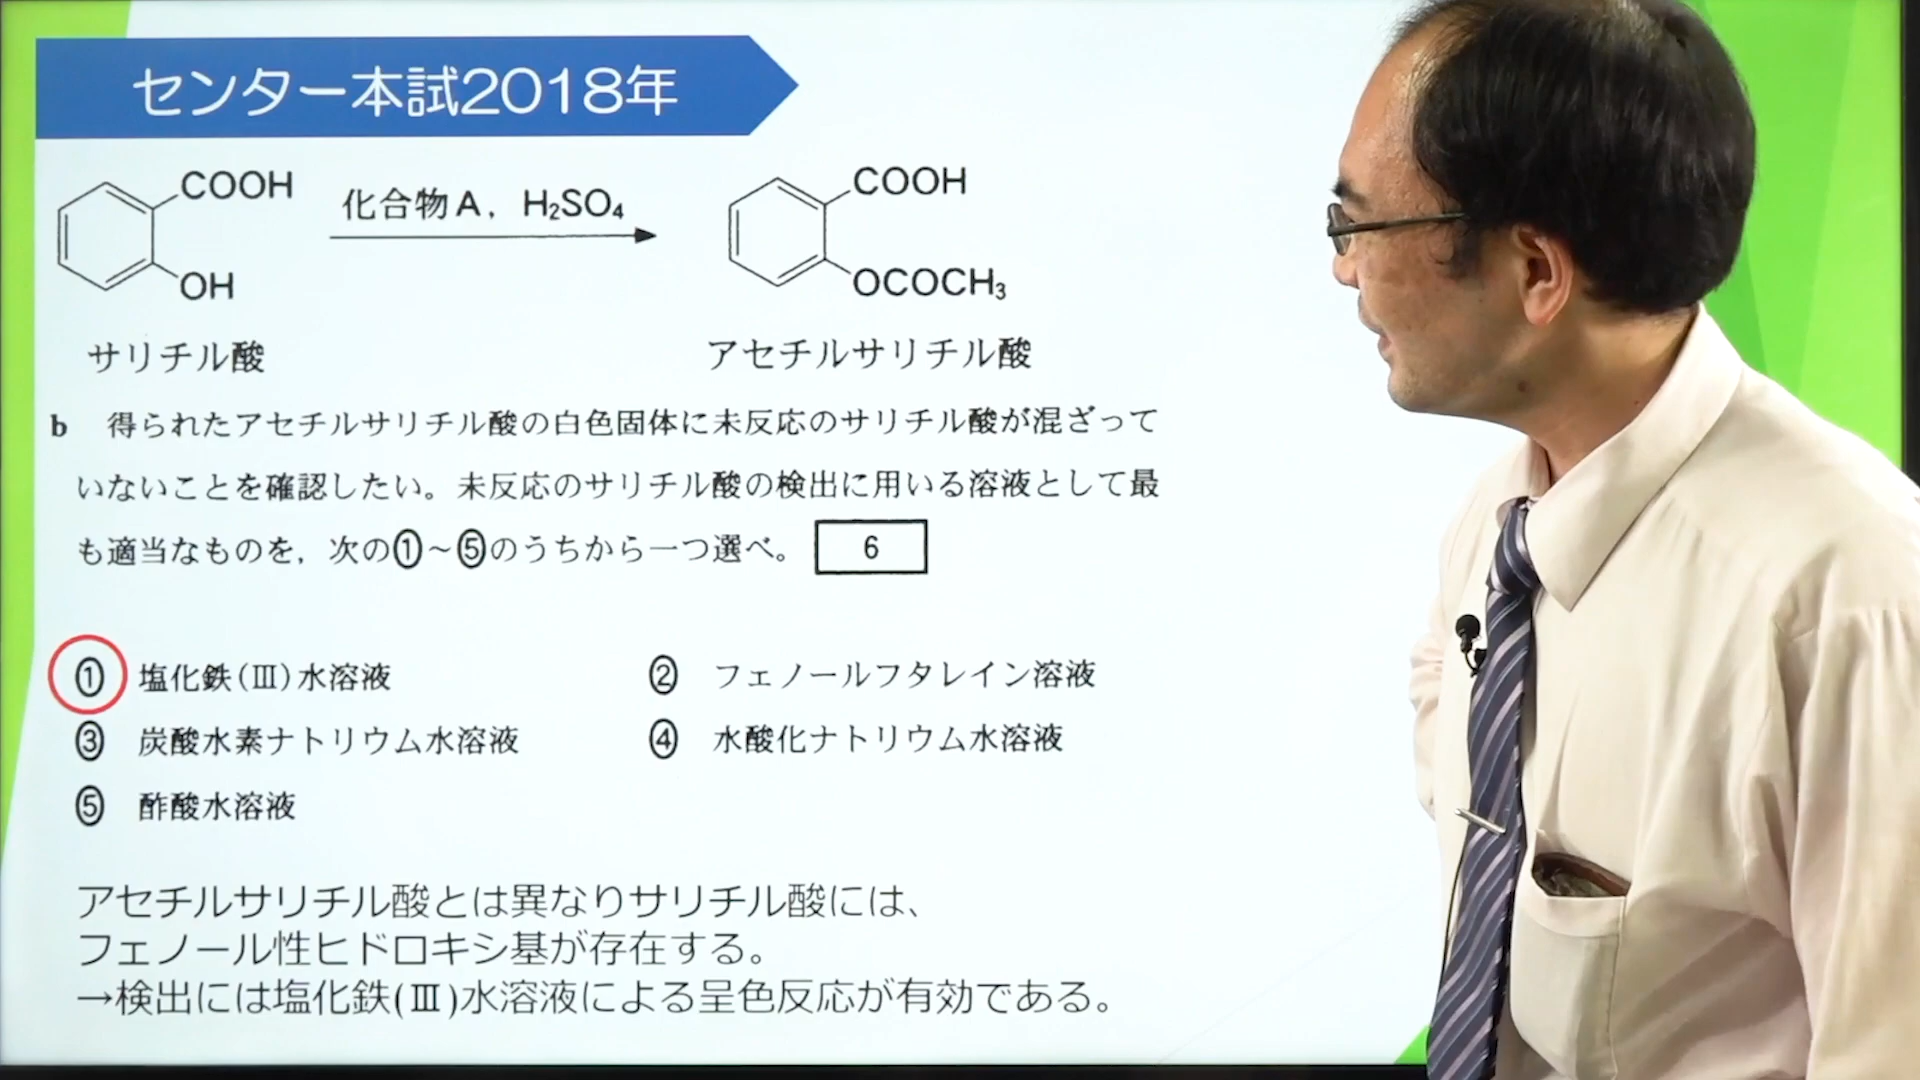 センター本試2018年
COOH
OH
サリチル酸
化合物A, H₂SO₄
COOH
OCOCH₃
アセチルサリチル酸
b 得られたアセチルサリチル酸の白色固体に未反応のサリチル酸が混ざって
いないことを確認したい。未反応のサリチル酸の検出に用いる溶液として最
も適当なものを，次の①～⑤のうちから一つ選べ。 6
① 塩化鉄(Ⅲ)水溶液
② フェノールフタレイン溶液
③ 炭酸水素ナトリウム水溶液
④ 水酸化ナトリウム水溶液
⑤ 酢酸水溶液
アセチルサリチル酸とは異なりサリチル酸には、
フェノール性ヒドロキシ基が存在する。
→検出には塩化鉄(Ⅲ)水溶液による呈色反応が有効である。